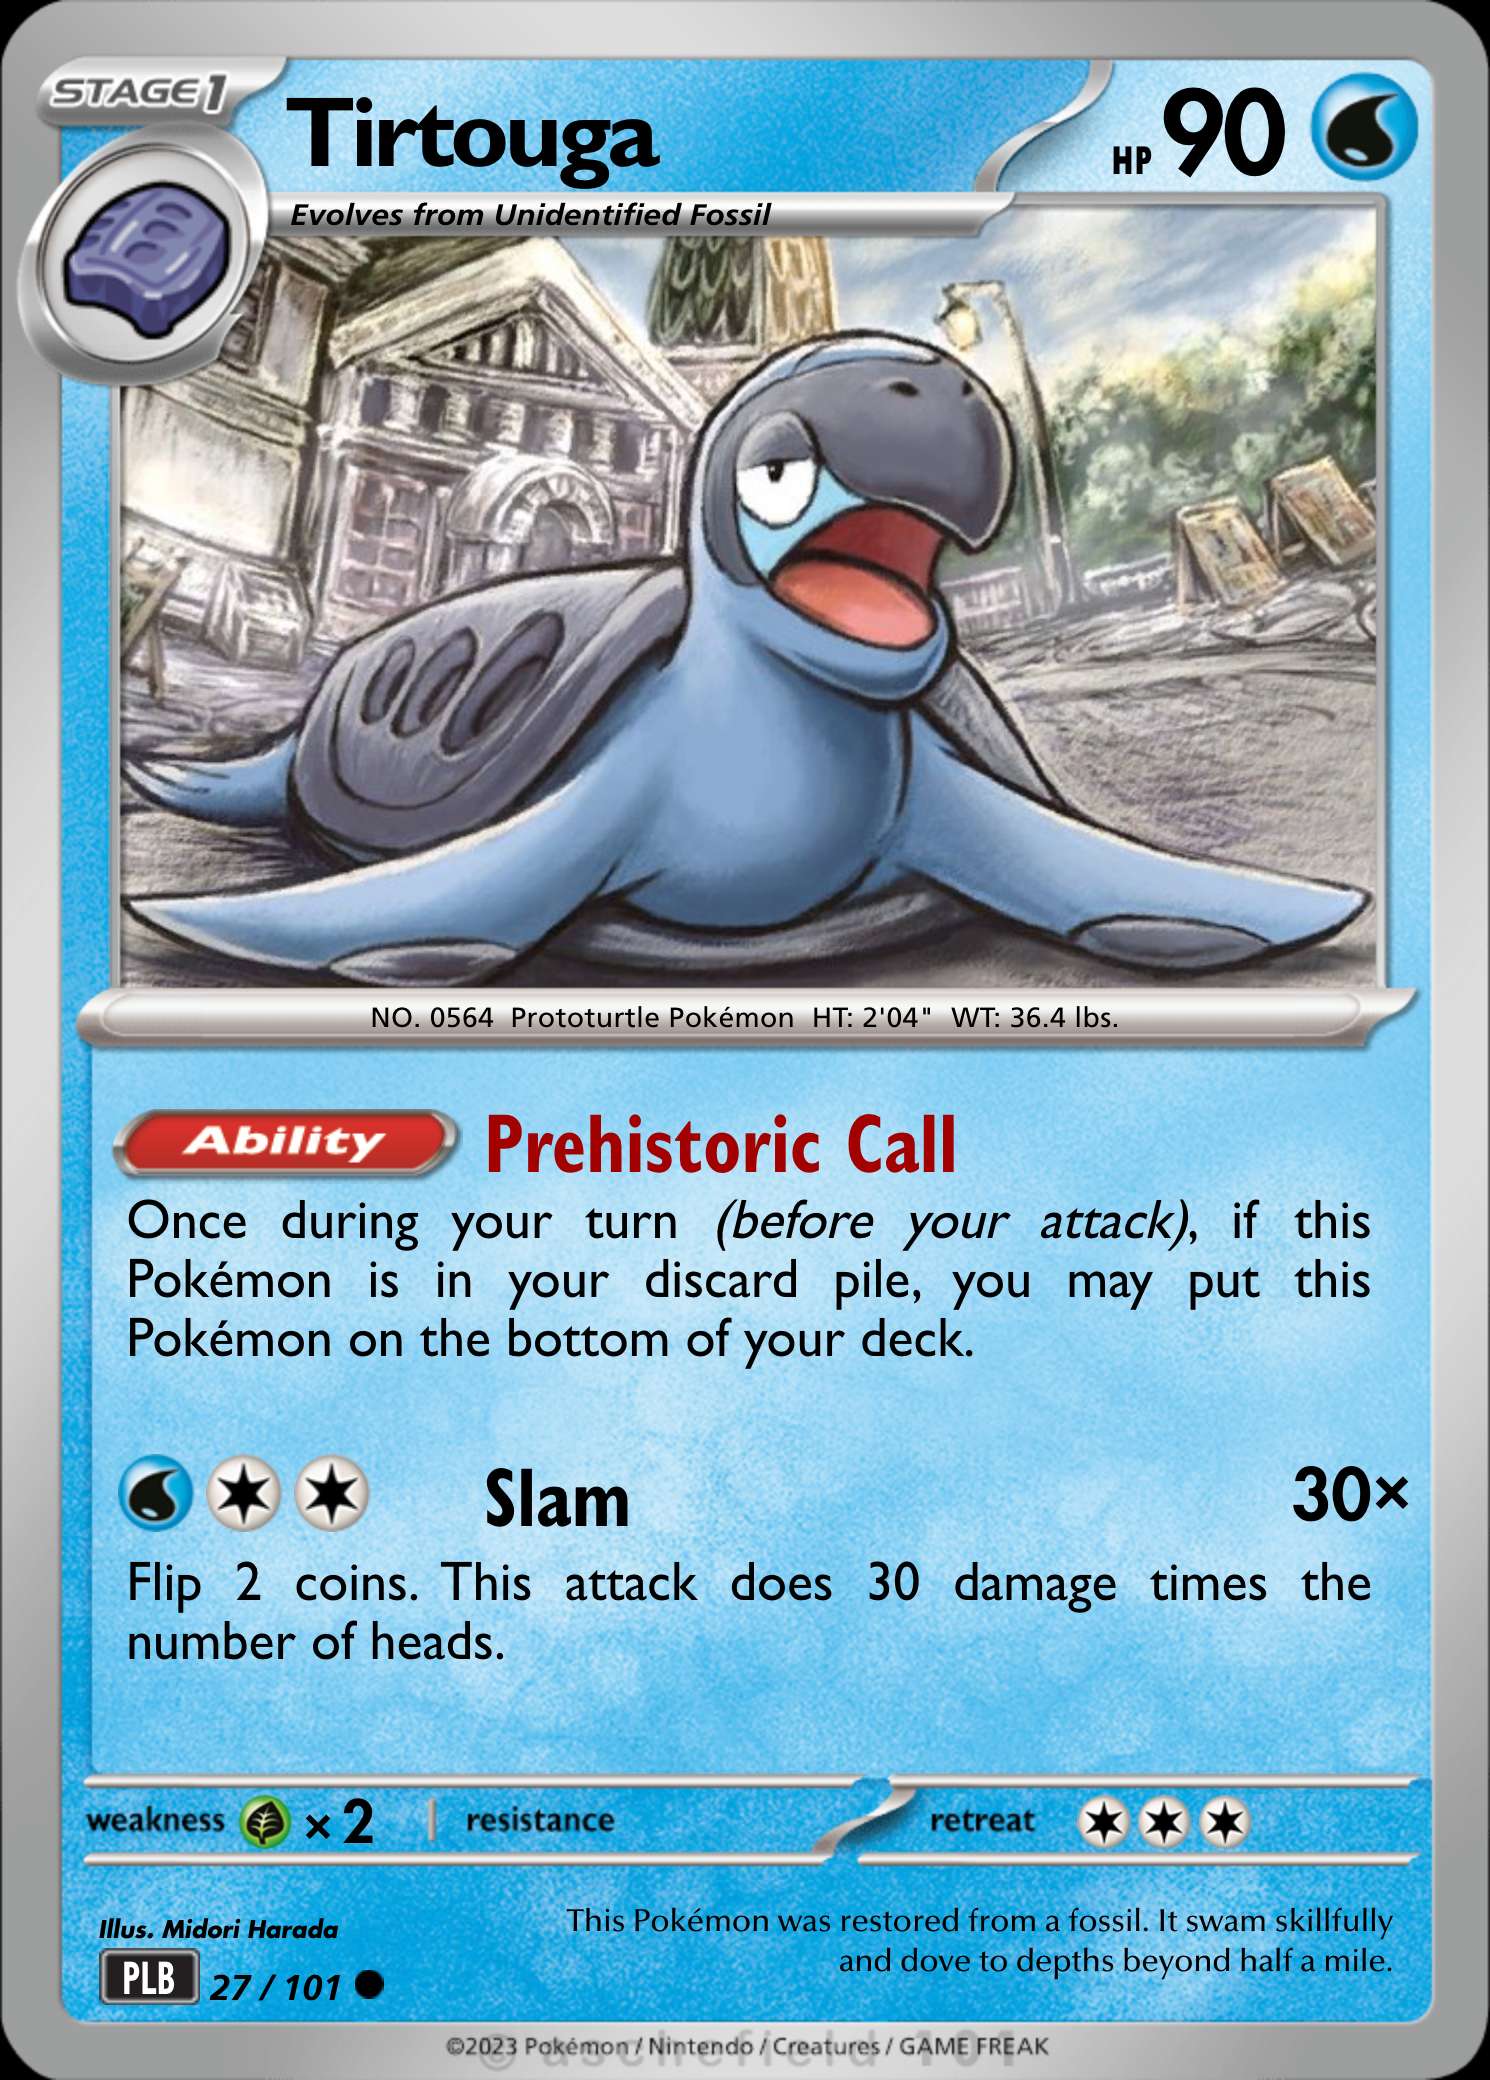 STAGE1
Tirtouga
HP 90
Evolves from Unidentified Fossil
NO. 0564 Prototurtle Pokémon HT: 2'04" WT: 36.4 lbs.
Ability Prehistoric Call
Once during your turn (before your attack), if this
Pokémon is in your discard pile, you may put this
Pokémon on the bottom of your deck.
Slam 30×
Flip 2 coins. This attack does 30 damage times the
number of heads.
weakness ×2 resistance retreat
Illus. Midori Harada
This Pokémon was restored from a fossil. It swam skillfully
and dove to depths beyond half a mile.
PLB 27 / 101
©2023 Pokémon / Nintendo / Creatures / GAME FREAK